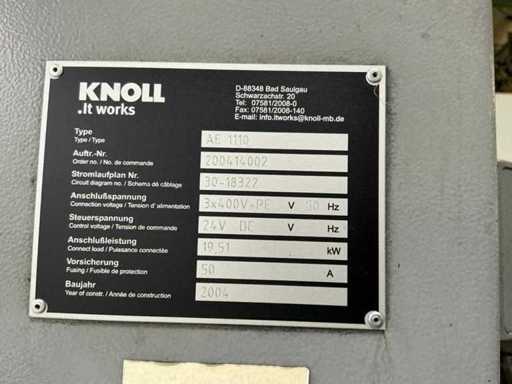 KNOLL
.It works
D-88348 Bad Saulgau
Schwarzachstr. 20
Tel: 07581/2008-0
Fax: 07581/2008-140
E-mail: info.itworks@knoll-mb.de
Type
Type / Type
AE 1110
Auftr.-Nr.
Order no. / No. de commande
200414002
Stromlaufplan Nr.
Circuit diagram no. / Schema de câblage
30-18322
Anschlußspannung
Connection voltage / Tension d' alimentation
3x400V+PE V 50 Hz
Steuerspannung
Control voltage / Tension de commande
24V DC V Hz
Anschlußleistung
Connect load / Puissance connectée
19,51 kW
Vorsicherung
Fusing / Fusible de protection
50 A
Baujahr
Year of constr. / Année de construction
2004